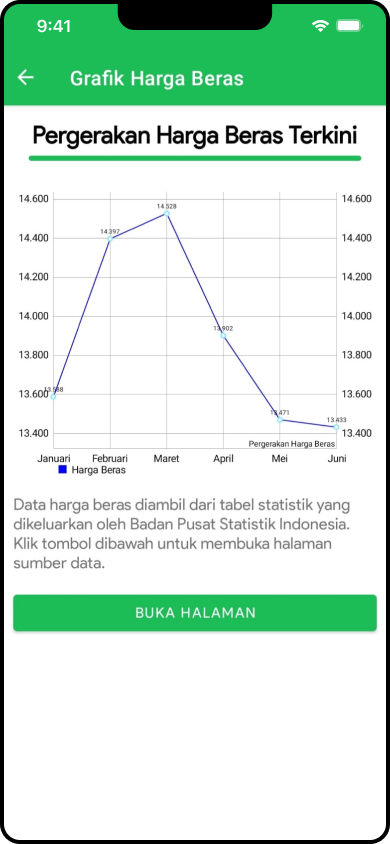 9:41
Grafik Harga Beras
Pergerakan Harga Beras Terkini
14.600 14.600
14.528
14.400 14.397 14.400
14.200 14.200
14.000 14.000
13.902
13.800 13.800
13.600 13.588 13.600
13.471
13.433
13.400 13.400
Pergerakan Harga Beras
Januari Februari Maret April Mei Juni
Harga Beras
Data harga beras diambil dari tabel statistik yang
dikeluarkan oleh Badan Pusat Statistik Indonesia.
Klik tombol dibawah untuk membuka halaman
sumber data.
BUKA HALAMAN